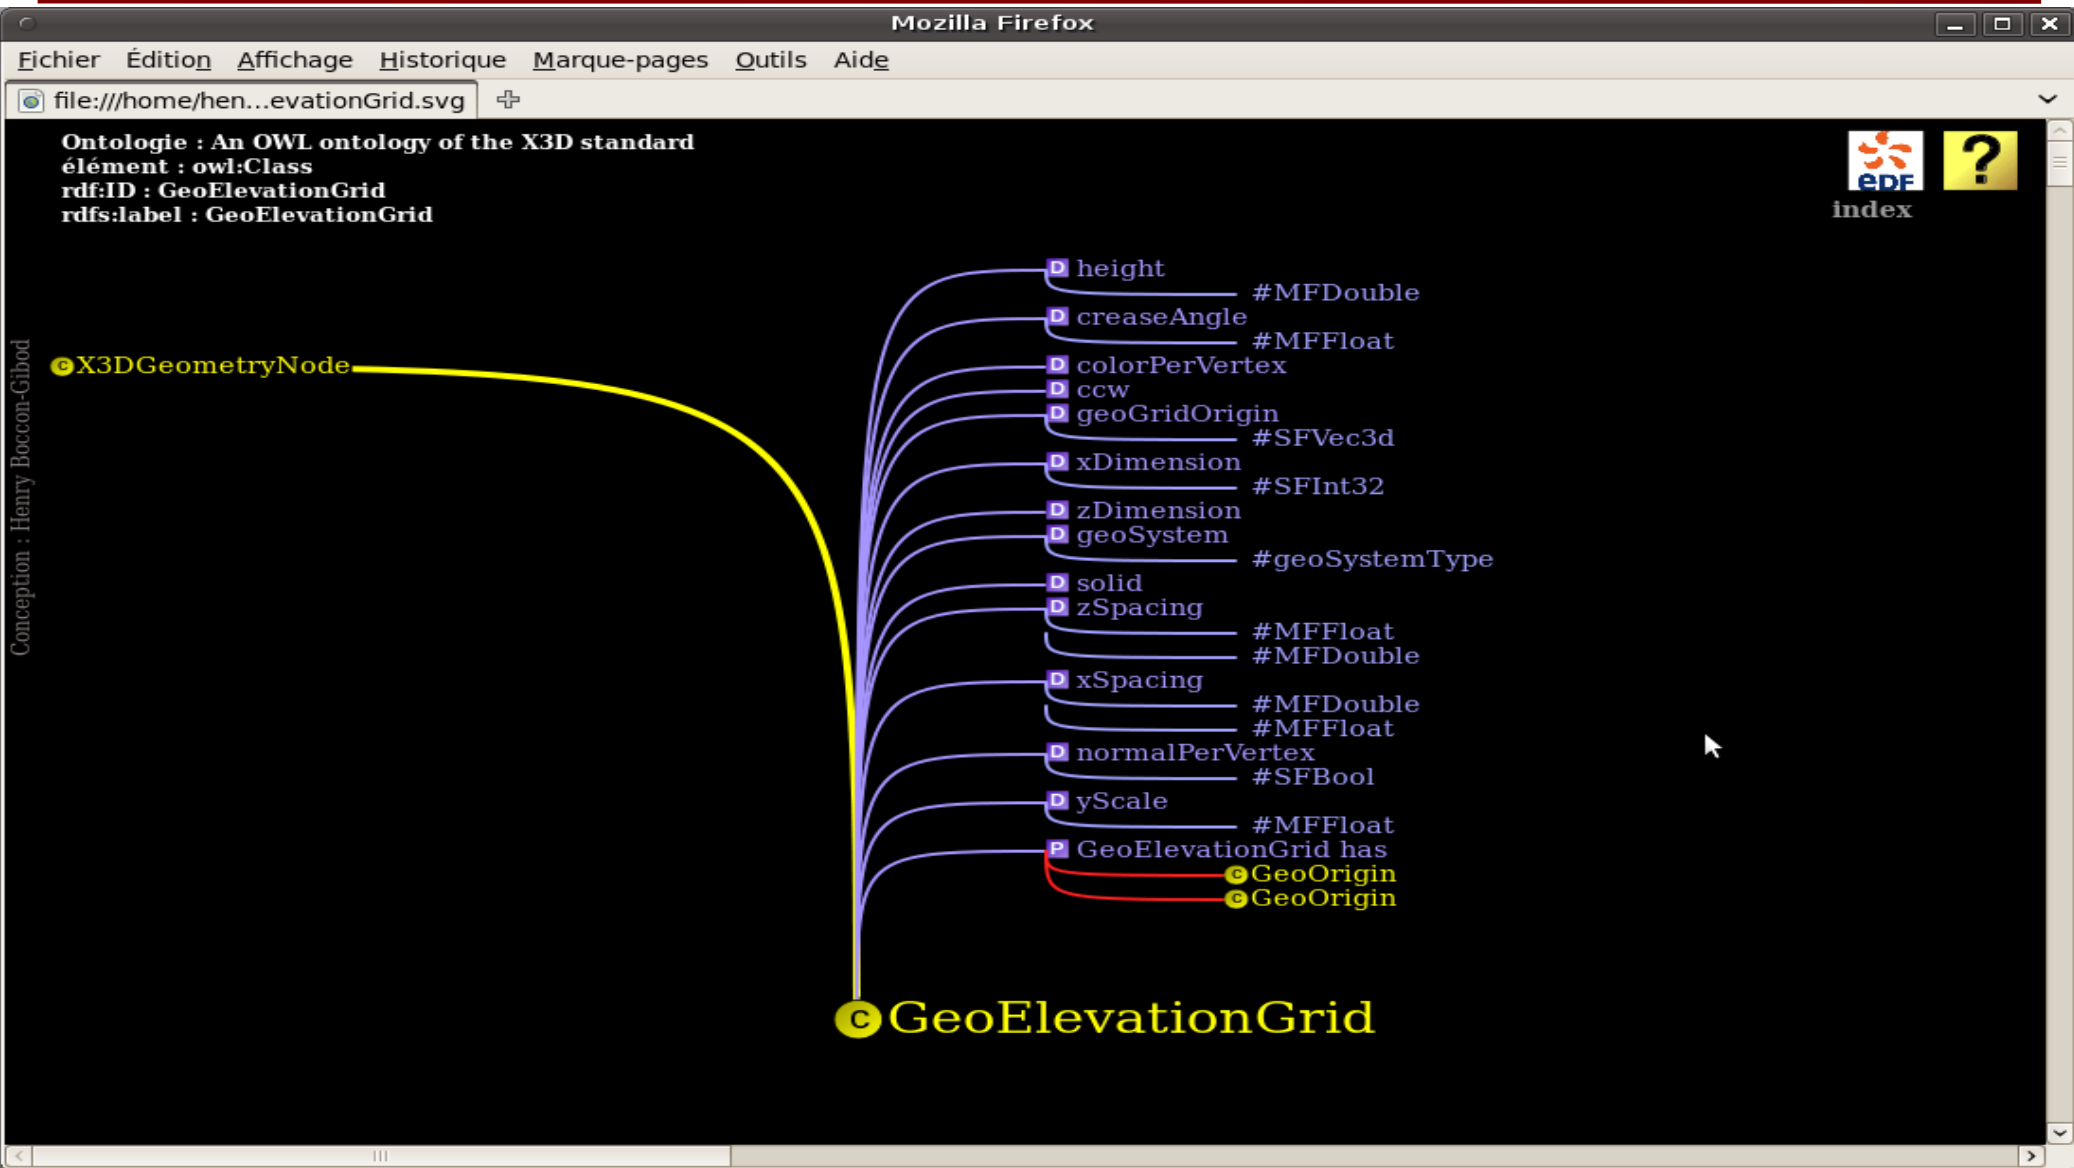 Mozilla Firefox
Fichier Édition Affichage Historique Marque-pages Outils Aide
file:///home/hen...evationGrid.svg
Ontologie : An OWL ontology of the X3D standard
élément : owl:Class
rdf:ID : GeoElevationGrid
rdfs:label : GeoElevationGrid
eDF
?
index
Conception : Henry Boccon-Gibod
C X3DGeometryNode
D height
#MFDouble
D creaseAngle
#MFFloat
D colorPerVertex
D ccw
D geoGridOrigin
#SFVec3d
D xDimension
#SFInt32
D zDimension
D geoSystem
#geoSystemType
D solid
D zSpacing
#MFFloat
#MFDouble
D xSpacing
#MFDouble
#MFFloat
D normalPerVertex
#SFBool
D yScale
#MFFloat
P GeoElevationGrid has
C GeoOrigin
C GeoOrigin
C GeoElevationGrid